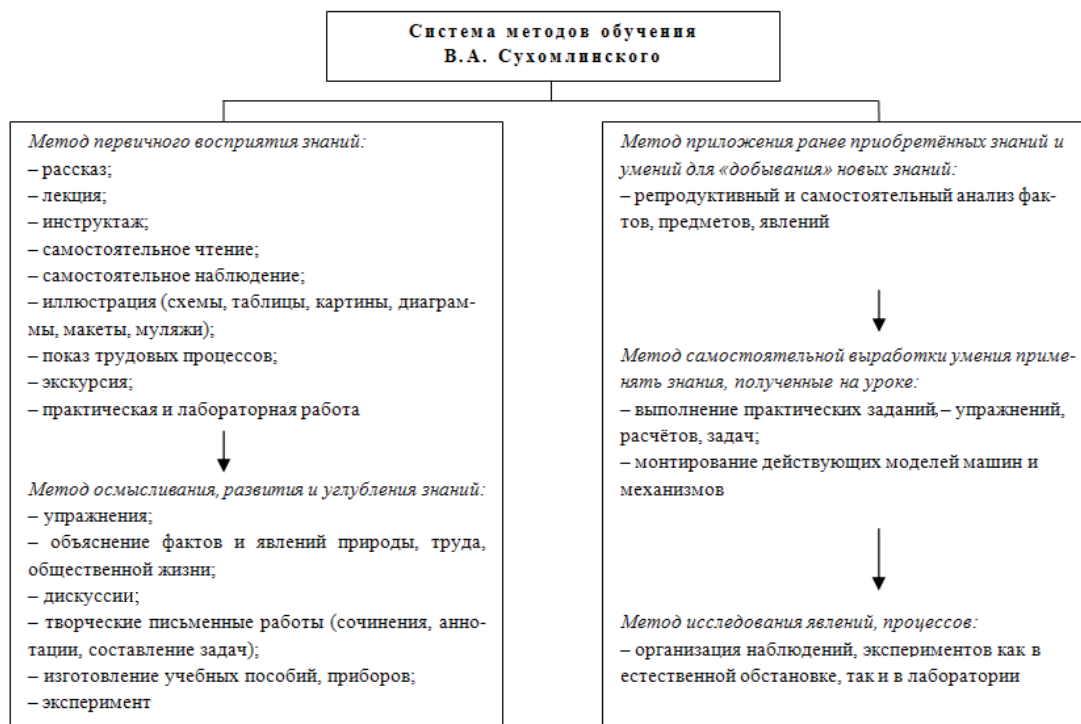 Система методов обучения
В.А. Сухомлинского
Метод первичного восприятия знаний:
– рассказ;
– лекция;
– инструктаж;
– самостоятельное чтение;
– самостоятельное наблюдение;
– иллюстрация (схемы, таблицы, картины, диаграм-
мы, макеты, муляжи);
– показ трудовых процессов;
– экскурсия;
– практическая и лабораторная работа
Метод осмысливания, развития и углубления знаний:
– упражнения;
– объяснение фактов и явлений природы, труда,
общественной жизни;
– дискуссии;
– творческие письменные работы (сочинения, анно-
тации, составление задач);
– изготовление учебных пособий, приборов;
– эксперимент
Метод приложения ранее приобретённых знаний и
умений для «добывания» новых знаний:
– репродуктивный и самостоятельный анализ фак-
тов, предметов, явлений
Метод самостоятельной выработки умения приме-
нять знания, полученные на уроке:
– выполнение практических заданий, – упражнений,
расчётов, задач;
– монтирование действующих моделей машин и
механизмов
Метод исследования явлений, процессов:
– организация наблюдений, экспериментов как в
естественной обстановке, так и в лаборатории